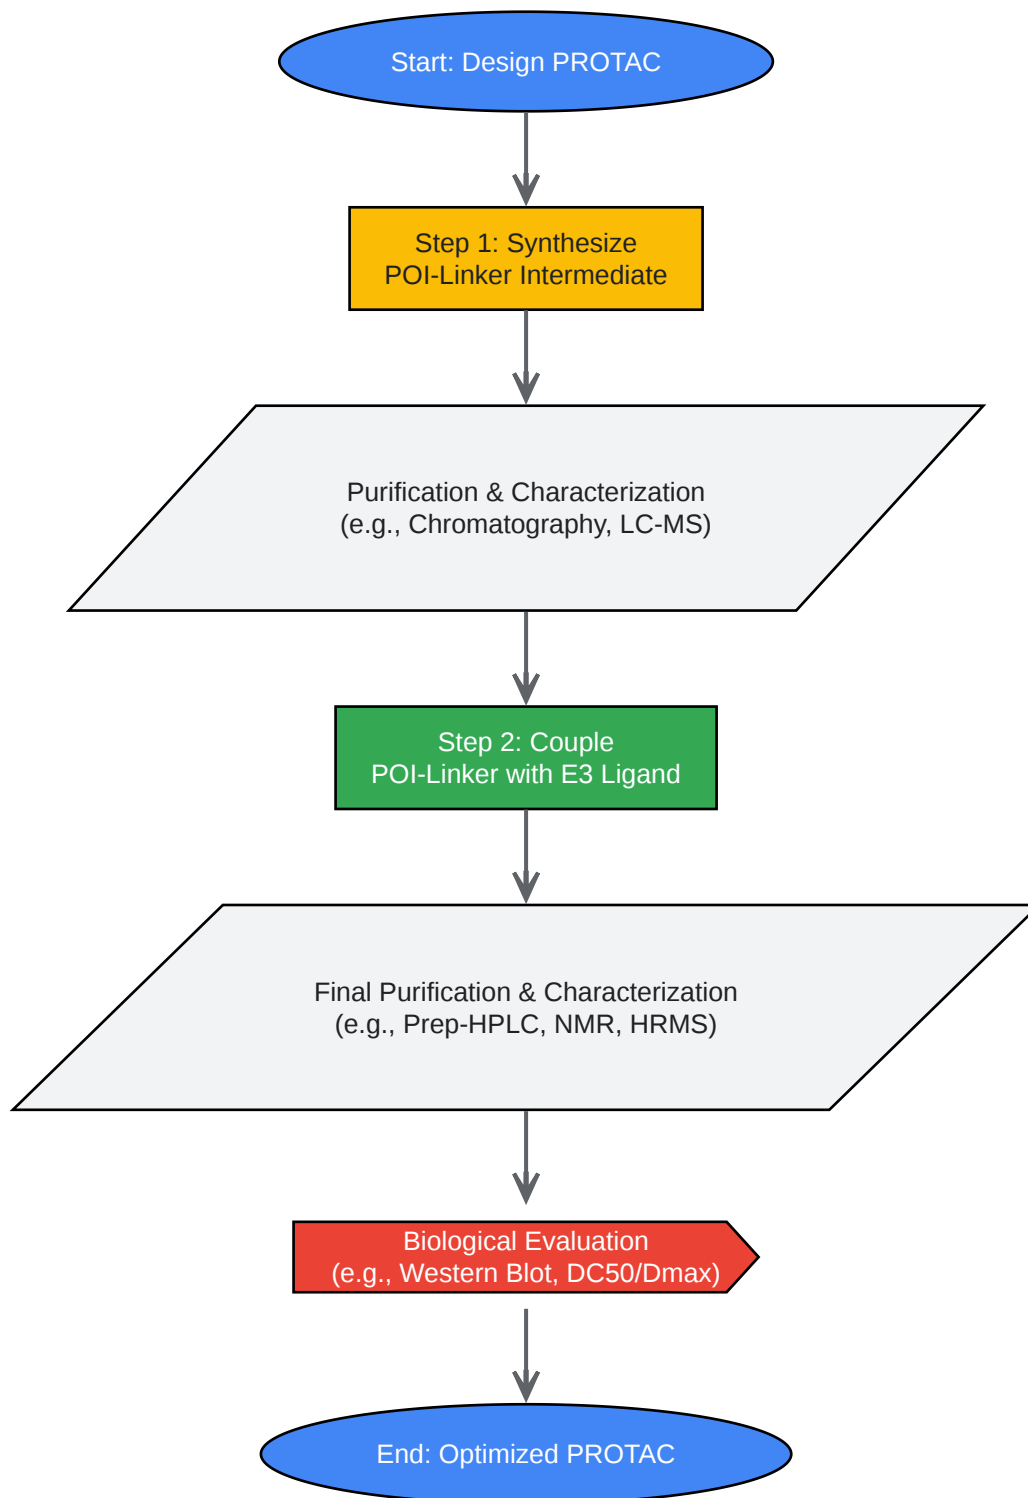 Start: Design PROTAC
Step 1: Synthesize
POI-Linker Intermediate
Purification & Characterization
(e.g., Chromatography, LC-MS)
Step 2: Couple
POI-Linker with E3 Ligand
Final Purification & Characterization
(e.g., Prep-HPLC, NMR, HRMS)
Biological Evaluation
(e.g., Western Blot, DC50/Dmax)
End: Optimized PROTAC